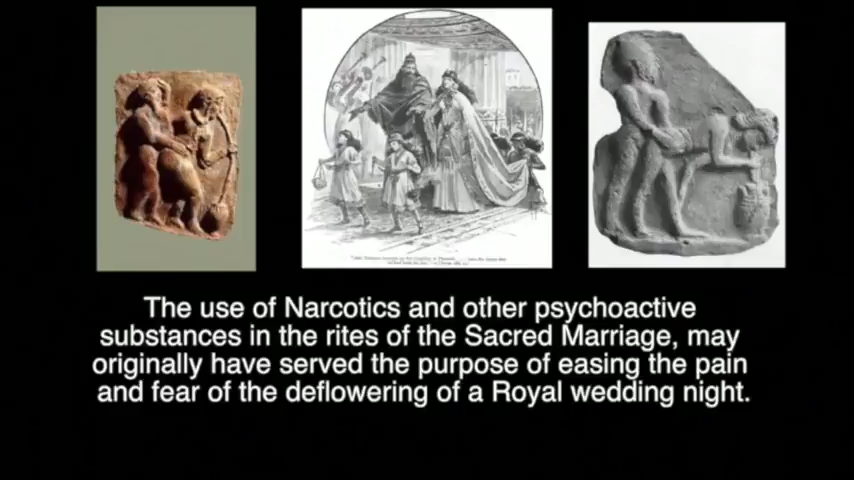 The use of Narcotics and other psychoactive
substances in the rites of the Sacred Marriage, may
originally have served the purpose of easing the pain
and fear of the deflowering of a Royal wedding night.